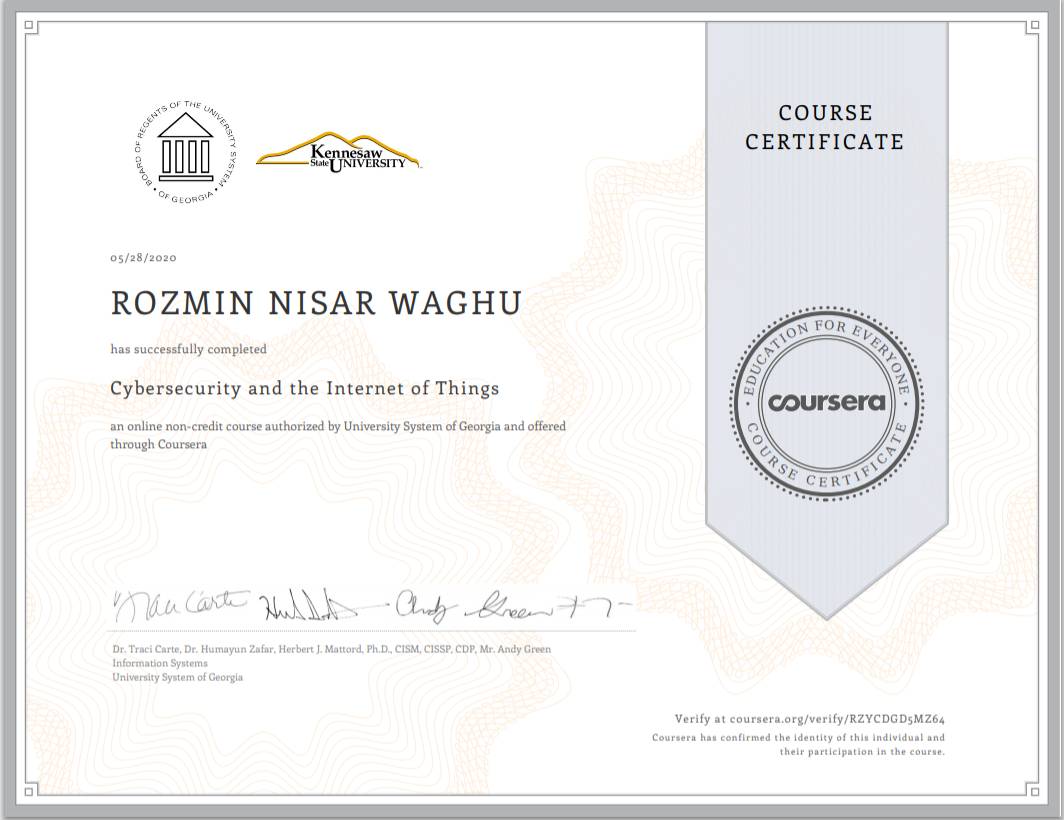 BOARD OF REGENTS OF THE UNIVERSITY SYSTEM • OF GEORGIA •
Kennesaw
State UNIVERSITY
COURSE
CERTIFICATE
05/28/2020
ROZMIN NISAR WAGHU
has successfully completed
Cybersecurity and the Internet of Things
an online non-credit course authorized by University System of Georgia and offered
through Coursera
EDUCATION FOR EVERYONE
coursera
COURSE CERTIFICATE
Traci Carte
Andy Green
Dr. Traci Carte, Dr. Humayun Zafar, Herbert J. Mattord, Ph.D., CISM, CISSP, CDP, Mr. Andy Green
Information Systems
University System of Georgia
Verify at coursera.org/verify/RZYCDGD5MZ64
Coursera has confirmed the identity of this individual and
their participation in the course.